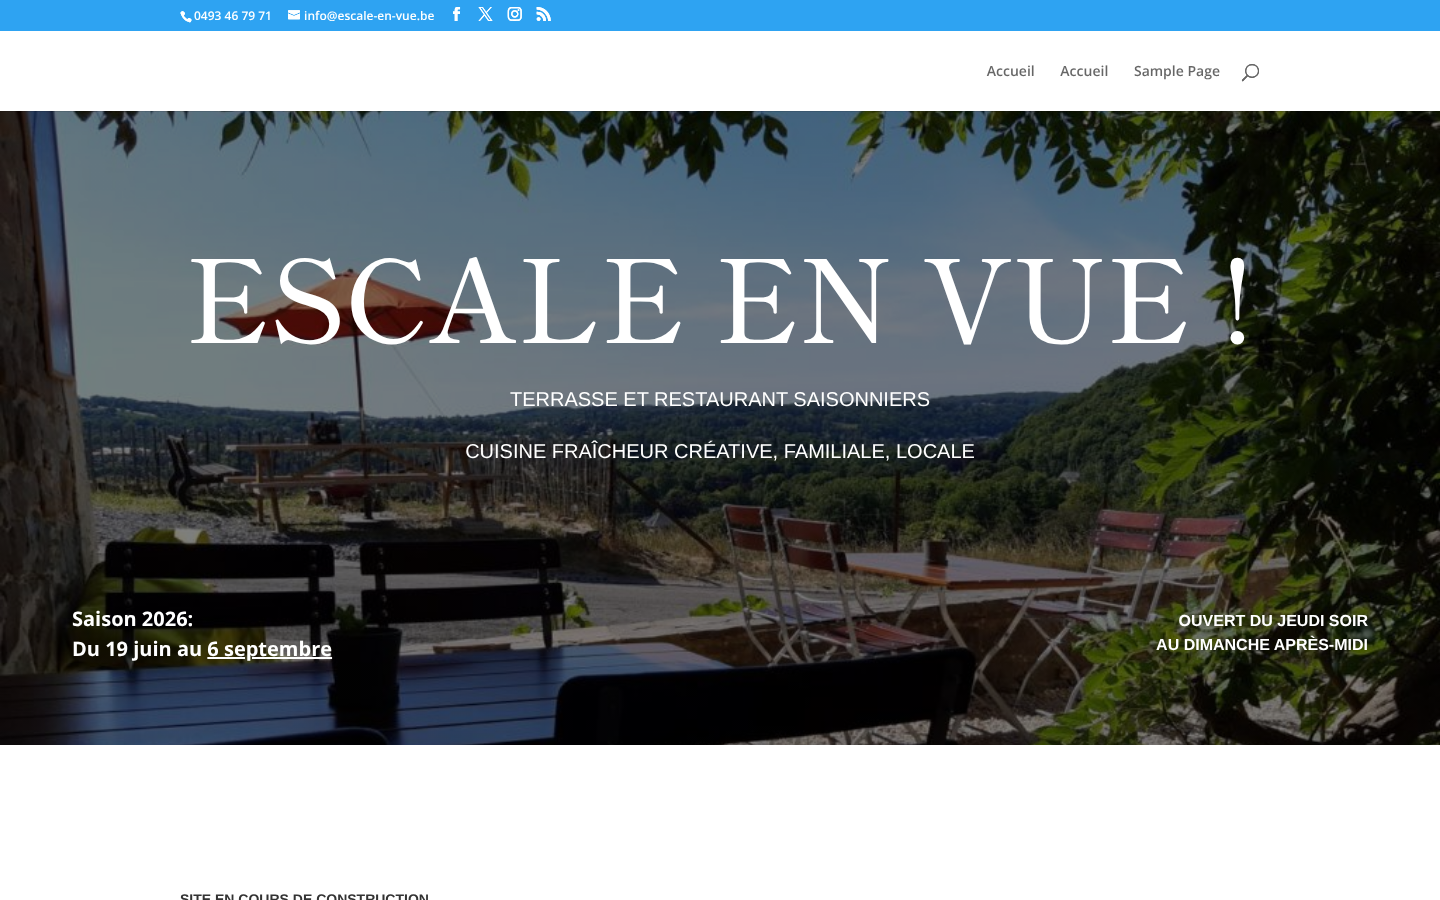 0493 46 79 71
info@escale-en-vue.be
Accueil
Accueil
Sample Page
ESCALE EN VUE !
TERRASSE ET RESTAURANT SAISONNIERS
CUISINE FRAÎCHEUR CRÉATIVE, FAMILIALE, LOCALE
Saison 2026:
Du 19 juin au 6 septembre
OUVERT DU JEUDI SOIR
AU DIMANCHE APRÈS-MIDI
SITE EN COURS DE CONSTRUCTION